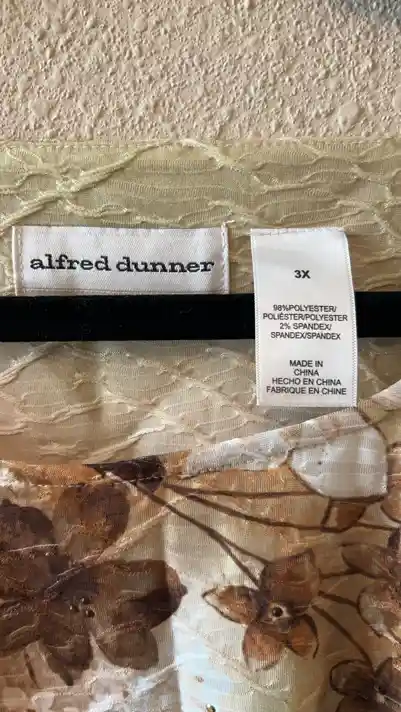 alfred dunner
3X
98%POLYESTER/
POLIÉSTER/POLYESTER
2% SPANDEX/
SPANDEX/SPANDEX
MADE IN
CHINA
HECHO EN CHINA
FABRIQUE EN CHINE